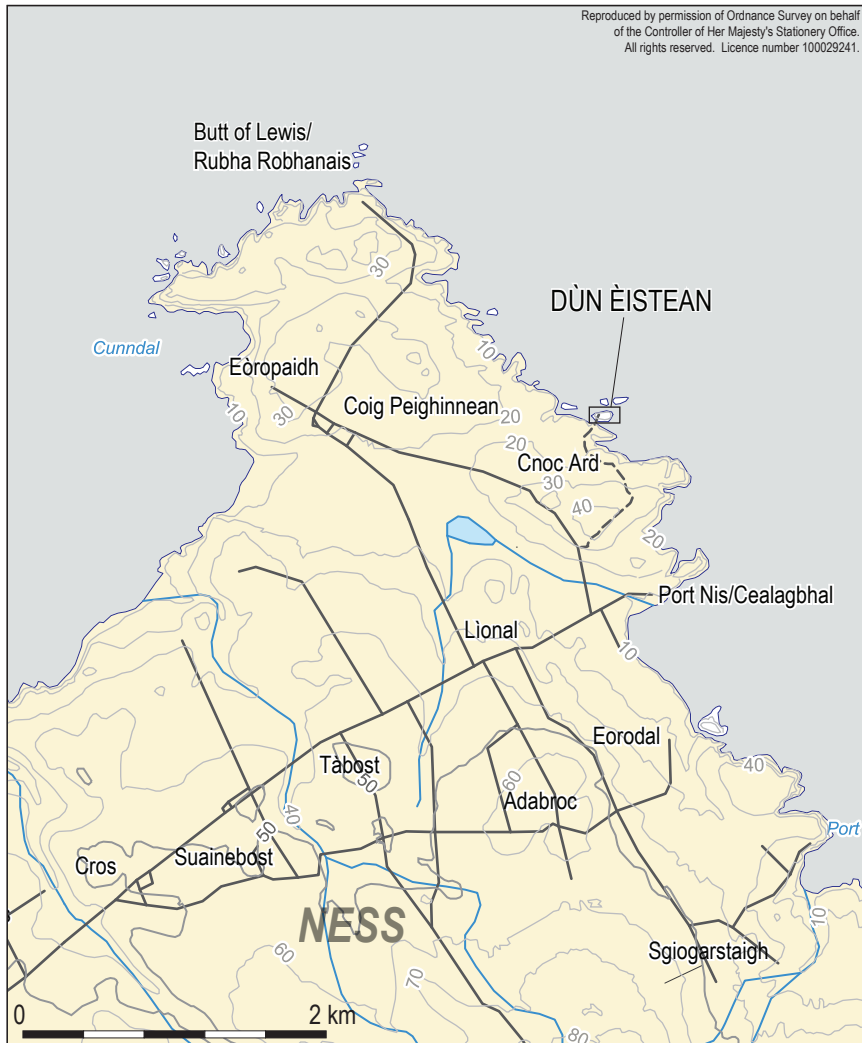 Reproduced by permission of Ordnance Survey on behalf
of the Controller of Her Majesty's Stationery Office.
All rights reserved. Licence number 100029241.
Butt of Lewis/
Rubha Robhanais
30
DÙN ÈISTEAN
Cunndal
10
Eòropaidh
Coig Peighinnean
10
30
20
20
Cnoc Ard
30
40
20
Port Nis/Cealagbhal
Lìonal
10
Eorodal
40
Tàbost
50
60
Adabroc
40
50
Port
Cros
Suainebost
10
NESS
60
Sgiogarstaigh
70
80
0
2 km